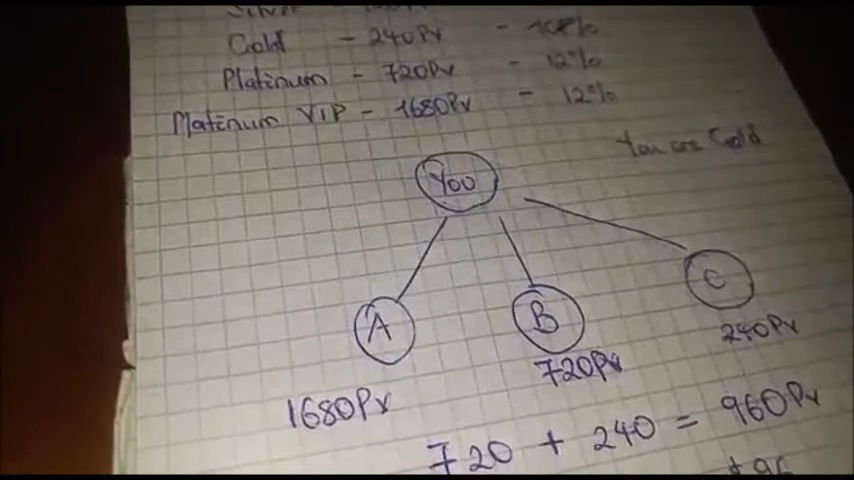 Gold - 240Pv - 10%
Platinum - 720Pv - 12%
Platinum VIP - 1680Pv - 12%
You are Gold
You
A
B
C
240Pv
720Pv
1680Pv
720 + 240 = 960Pv